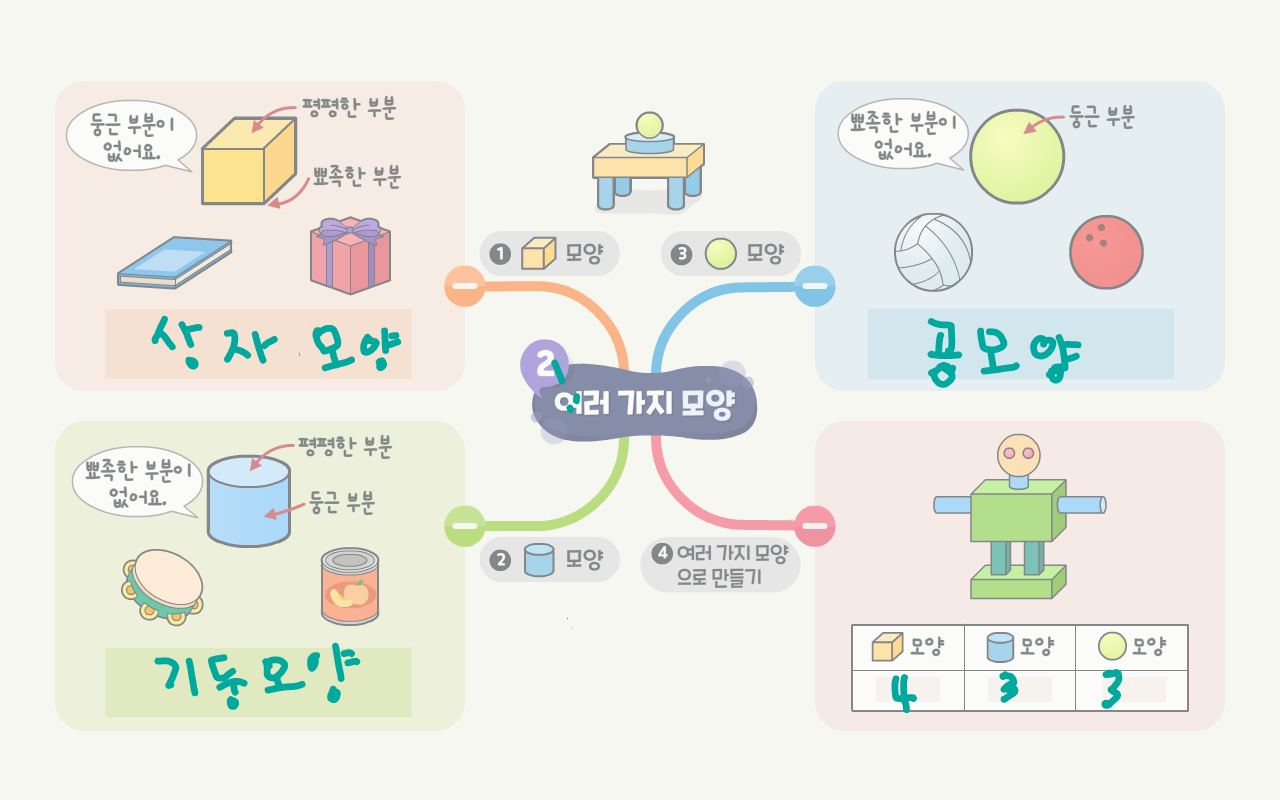 둥근 부분이
없어요.
평평한 부분
뾰족한 부분
상자 모양
1 모양
3 모양
뾰족한 부분이
없어요.
둥근 부분
공모양
2
여러 가지 모양
뾰족한 부분이
없어요.
평평한 부분
둥근 부분
기둥모양
2 모양
4 여러 가지 모양
으로 만들기
모양 모양 모양
4 3 3